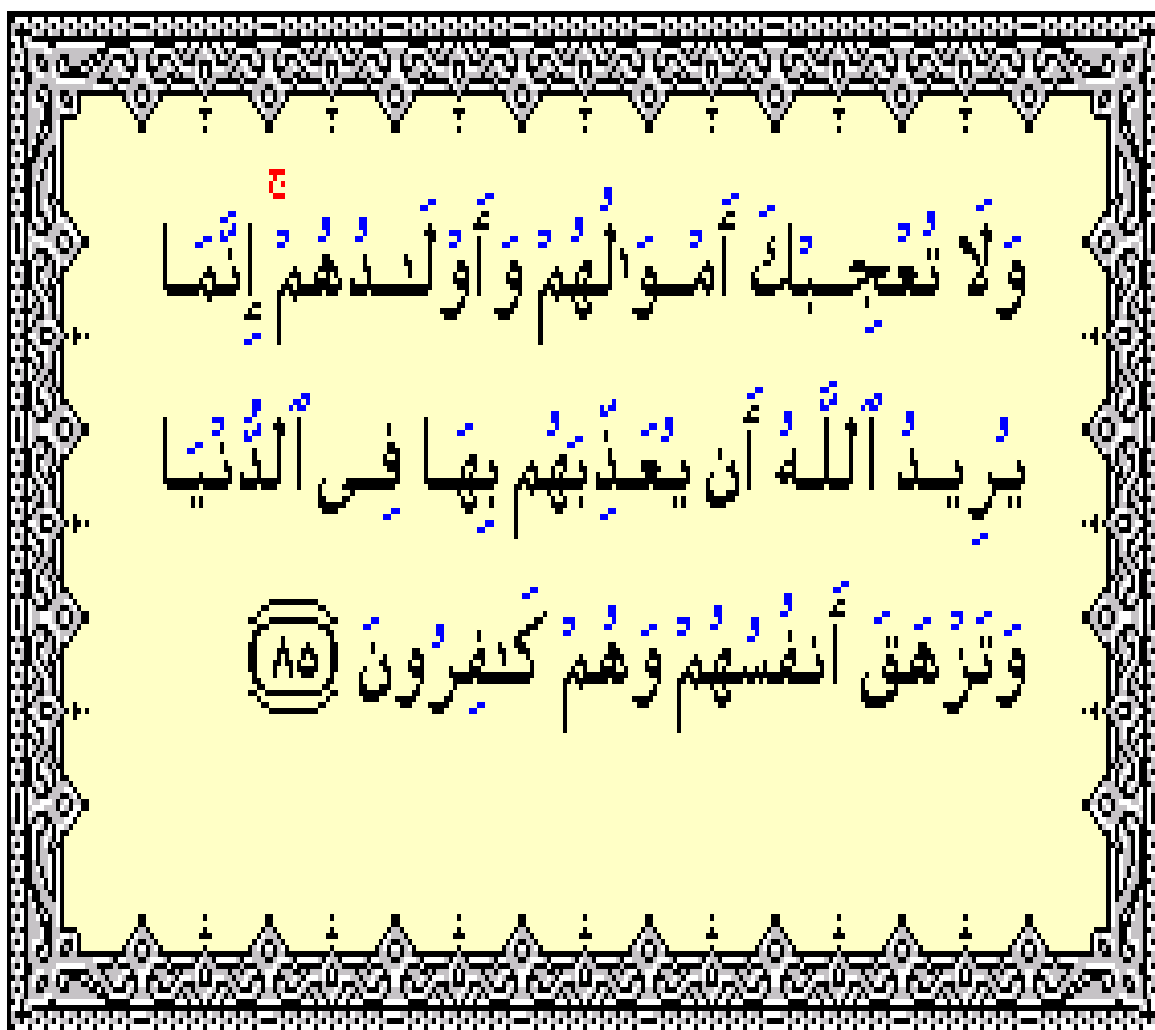 وَلَا تُعْجِبْكَ أَمْوَٰلُهُمْ وَأَوْلَـٰدُهُمْ ۚ إِنَّمَا
يُرِيدُ ٱللَّهُ أَن يُعَذِّبَهُم بِهَا فِى ٱلدُّنْيَا
وَتَزْهَقَ أَنفُسُهُمْ وَهُمْ كَـٰفِرُونَ ٨٥